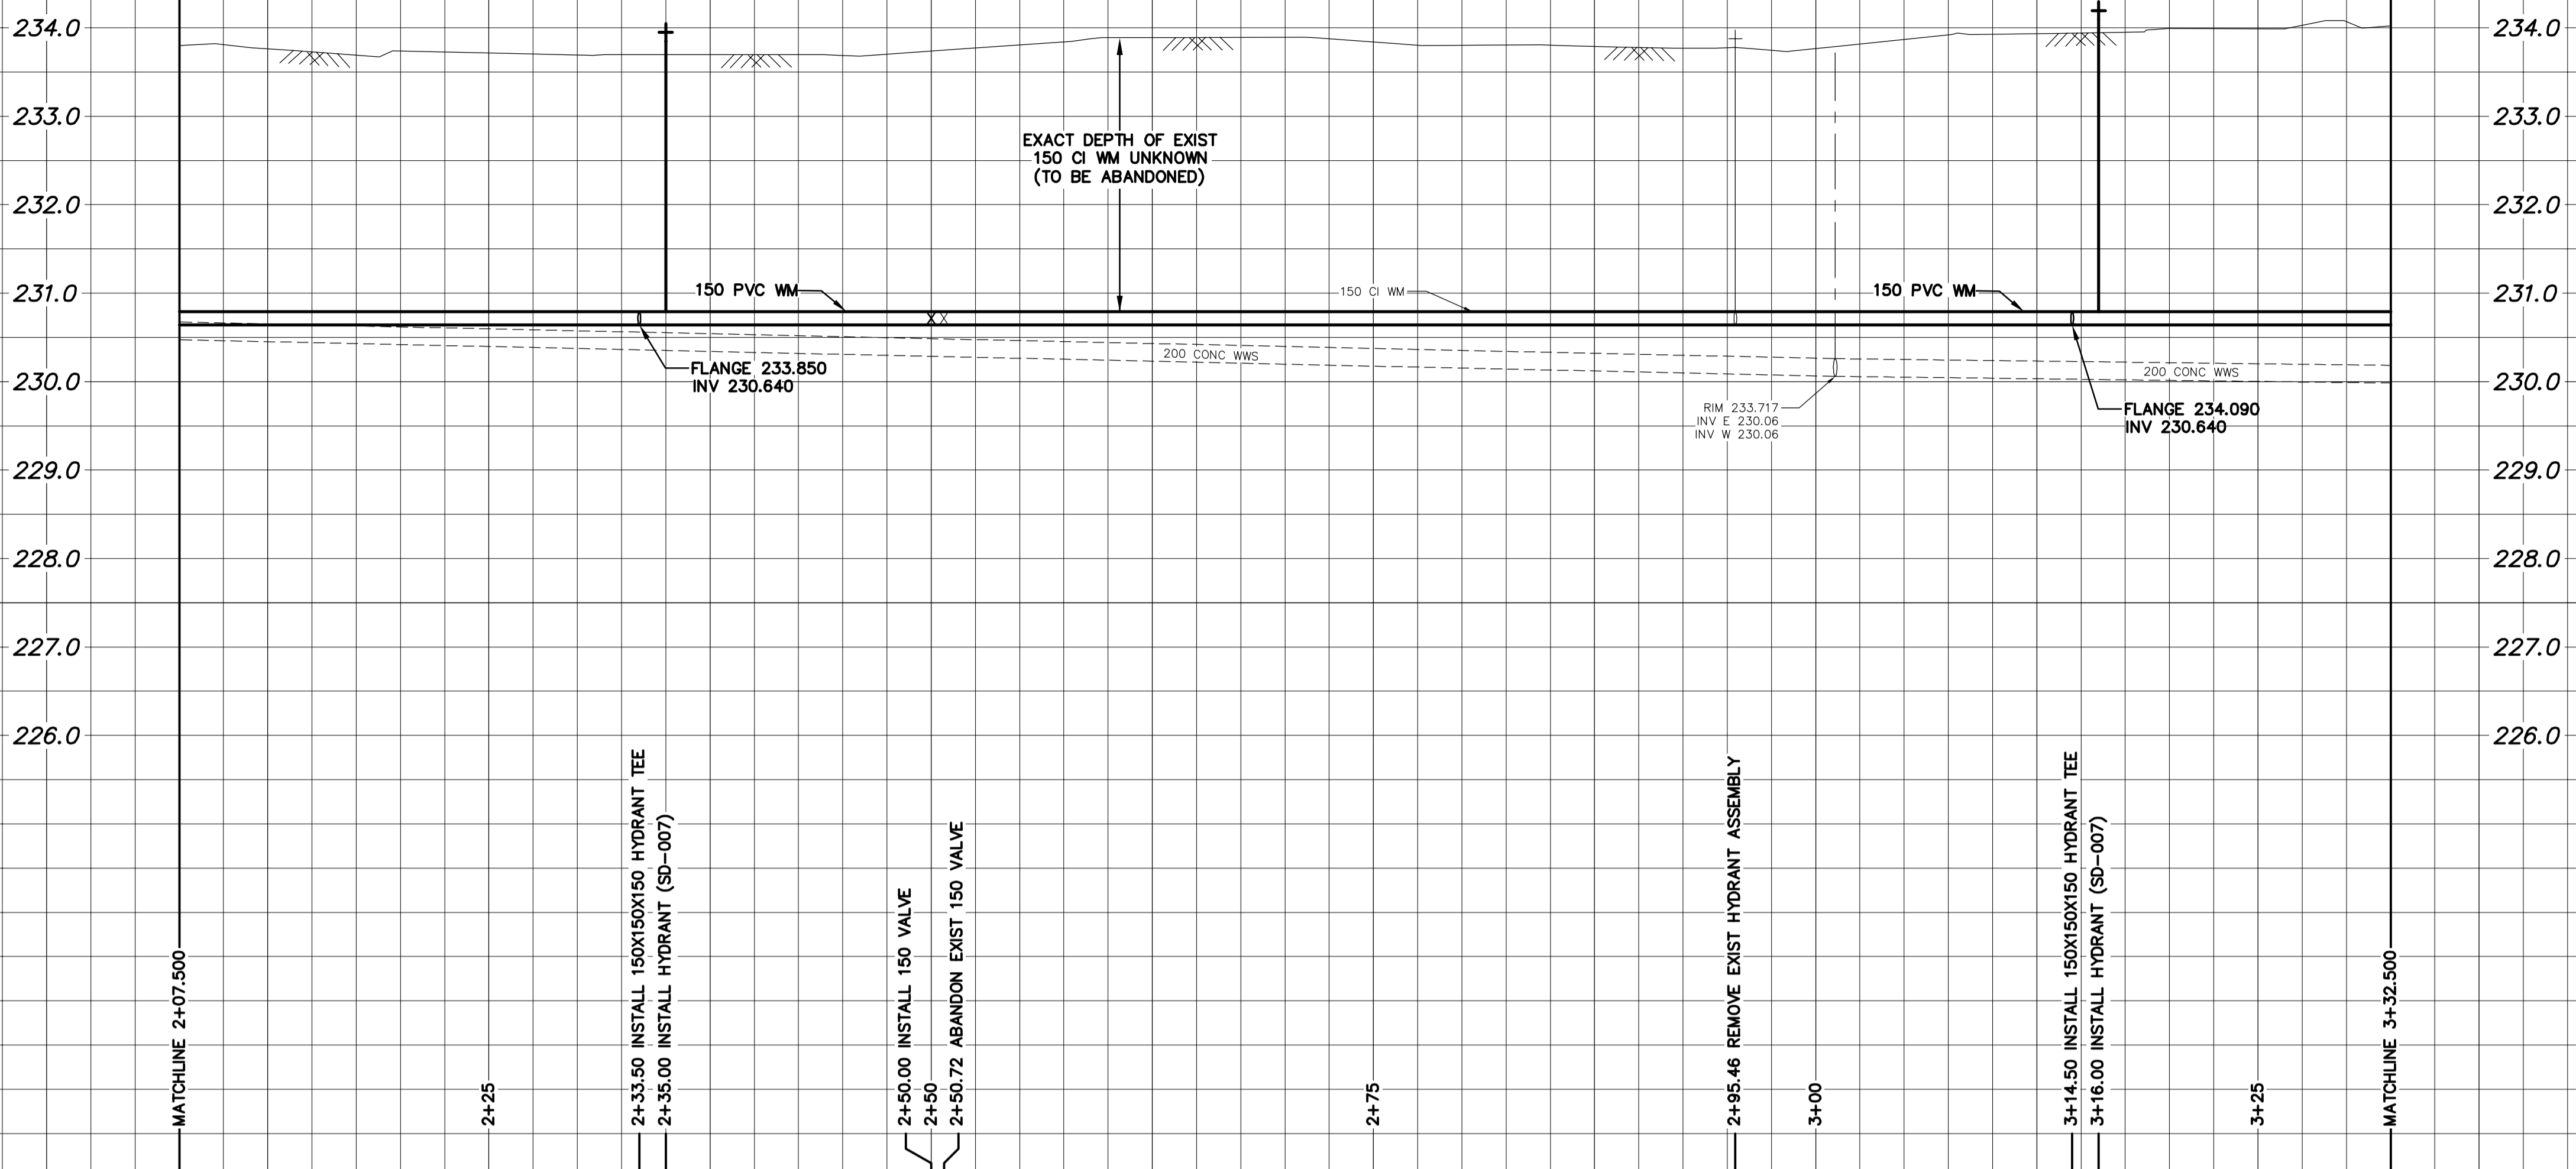 234.0
234.0
233.0
233.0
EXACT DEPTH OF EXIST
150 CI WM UNKNOWN
(TO BE ABANDONED)
232.0
232.0
231.0
150 PVC WM
150 CI WM
150 PVC WM
231.0
200 CONC WWS
FLANGE 233.850
INV 230.640
230.0
200 CONC WWS
230.0
RIM 233.717
INV E 230.06
INV W 230.06
FLANGE 234.090
INV 230.640
229.0
229.0
228.0
228.0
227.0
227.0
226.0
226.0
MATCHLINE 2+07.500
2+25
2+33.50 INSTALL 150X150X150 HYDRANT TEE
2+35.00 INSTALL HYDRANT (SD-007)
2+50.00 INSTALL 150 VALVE
2+50
2+50.72 ABANDON EXIST 150 VALVE
2+75
2+95.46 REMOVE EXIST HYDRANT ASSEMBLY
3+00
3+14.50 INSTALL 150X150X150 HYDRANT TEE
3+16.00 INSTALL HYDRANT (SD-007)
3+25
MATCHLINE 3+32.500